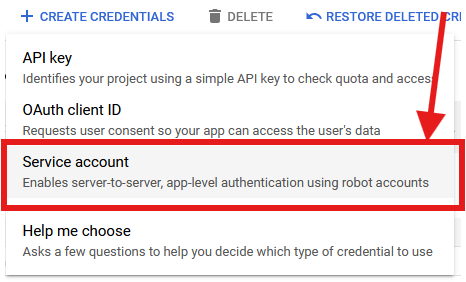 + CREATE CREDENTIALS DELETE RESTORE DELETED CRE
API key
Identifies your project using a simple API key to check quota and access
OAuth client ID
Requests user consent so your app can access the user's data
Service account
Enables server-to-server, app-level authentication using robot accounts
Help me choose
Asks a few questions to help you decide which type of credential to use